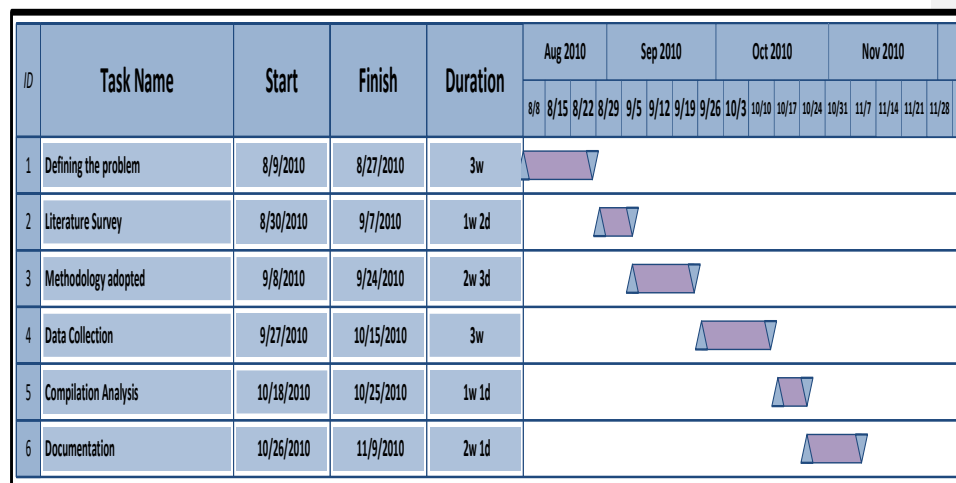 ID Task Name Start Finish Duration Aug 2010 Sep 2010 Oct 2010 Nov 2010
8/8 8/15 8/22 8/29 9/5 9/12 9/19 9/26 10/3 10/10 10/17 10/24 10/31 11/7 11/14 11/21 11/28
1 Defining the problem 8/9/2010 8/27/2010 3w
2 Literature Survey 8/30/2010 9/7/2010 1w 2d
3 Methodology adopted 9/8/2010 9/24/2010 2w 3d
4 Data Collection 9/27/2010 10/15/2010 3w
5 Compilation Analysis 10/18/2010 10/25/2010 1w 1d
6 Documentation 10/26/2010 11/9/2010 2w 1d